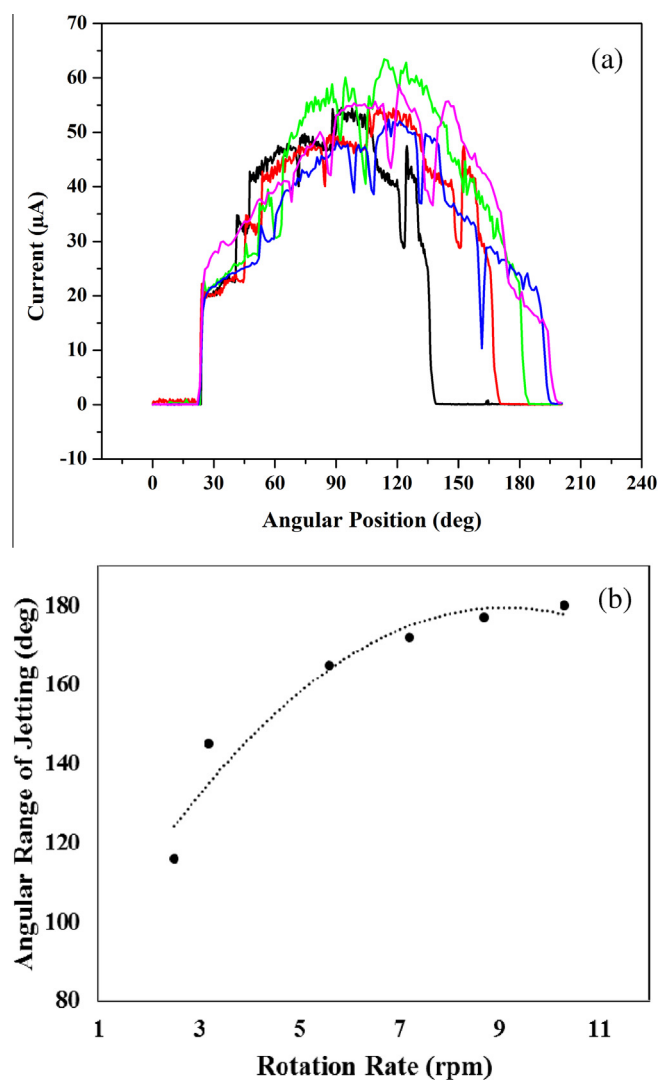 70
(a)
60
50
40
30
20
10
0
-10
Current (µA)
0 30 60 90 120 150 180 210 240
Angular Position (deg)
180
(b)
160
140
120
100
80
Angular Range of Jetting (deg)
1 3 5 7 9 11
Rotation Rate (rpm)